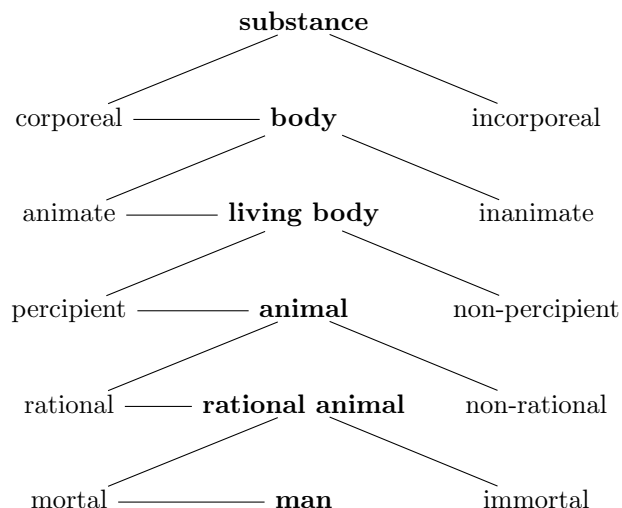 substance
corporeal body incorporeal
animate living body inanimate
percipient animal non-percipient
rational rational animal non-rational
mortal man immortal